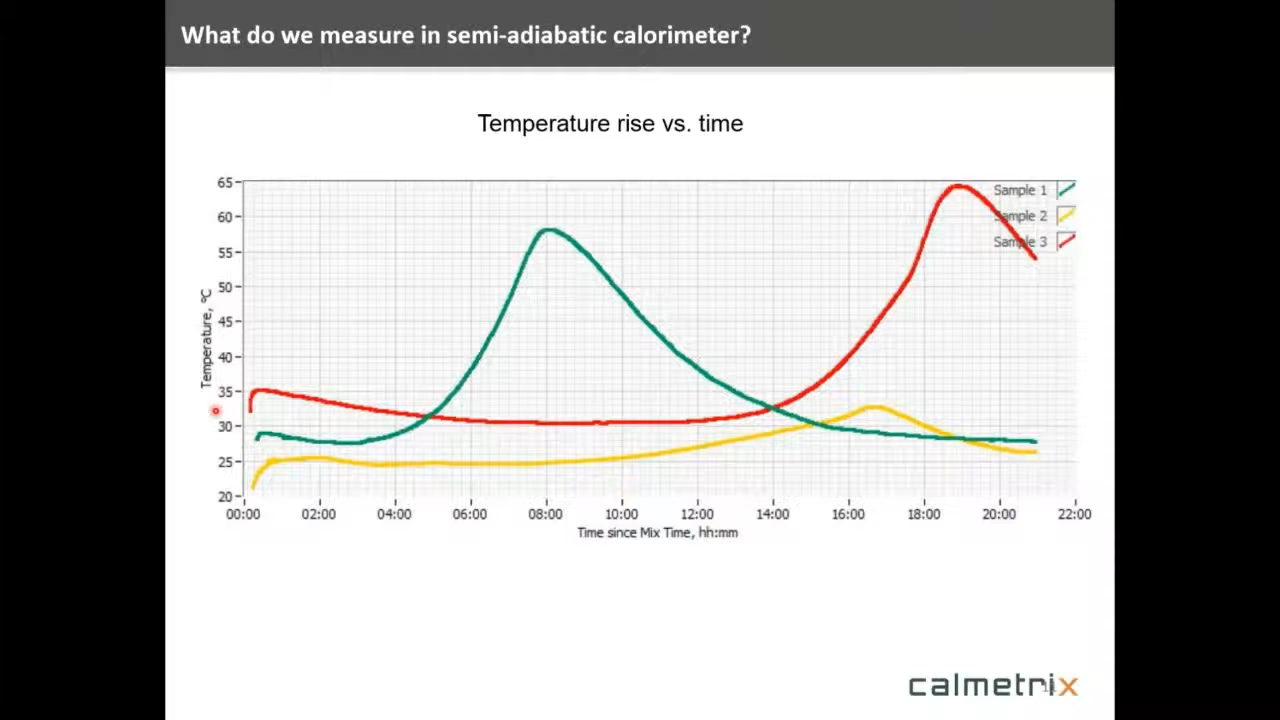 What do we measure in semi-adiabatic calorimeter?
Temperature rise vs. time
65
60
55
50
45
40
35
30
25
20
Temperature, °C
Sample 1
Sample 2
Sample 3
00:00 02:00 04:00 06:00 08:00 10:00 12:00 14:00 16:00 18:00 20:00 22:00
Time since Mix Time, hh:mm
calmetrix